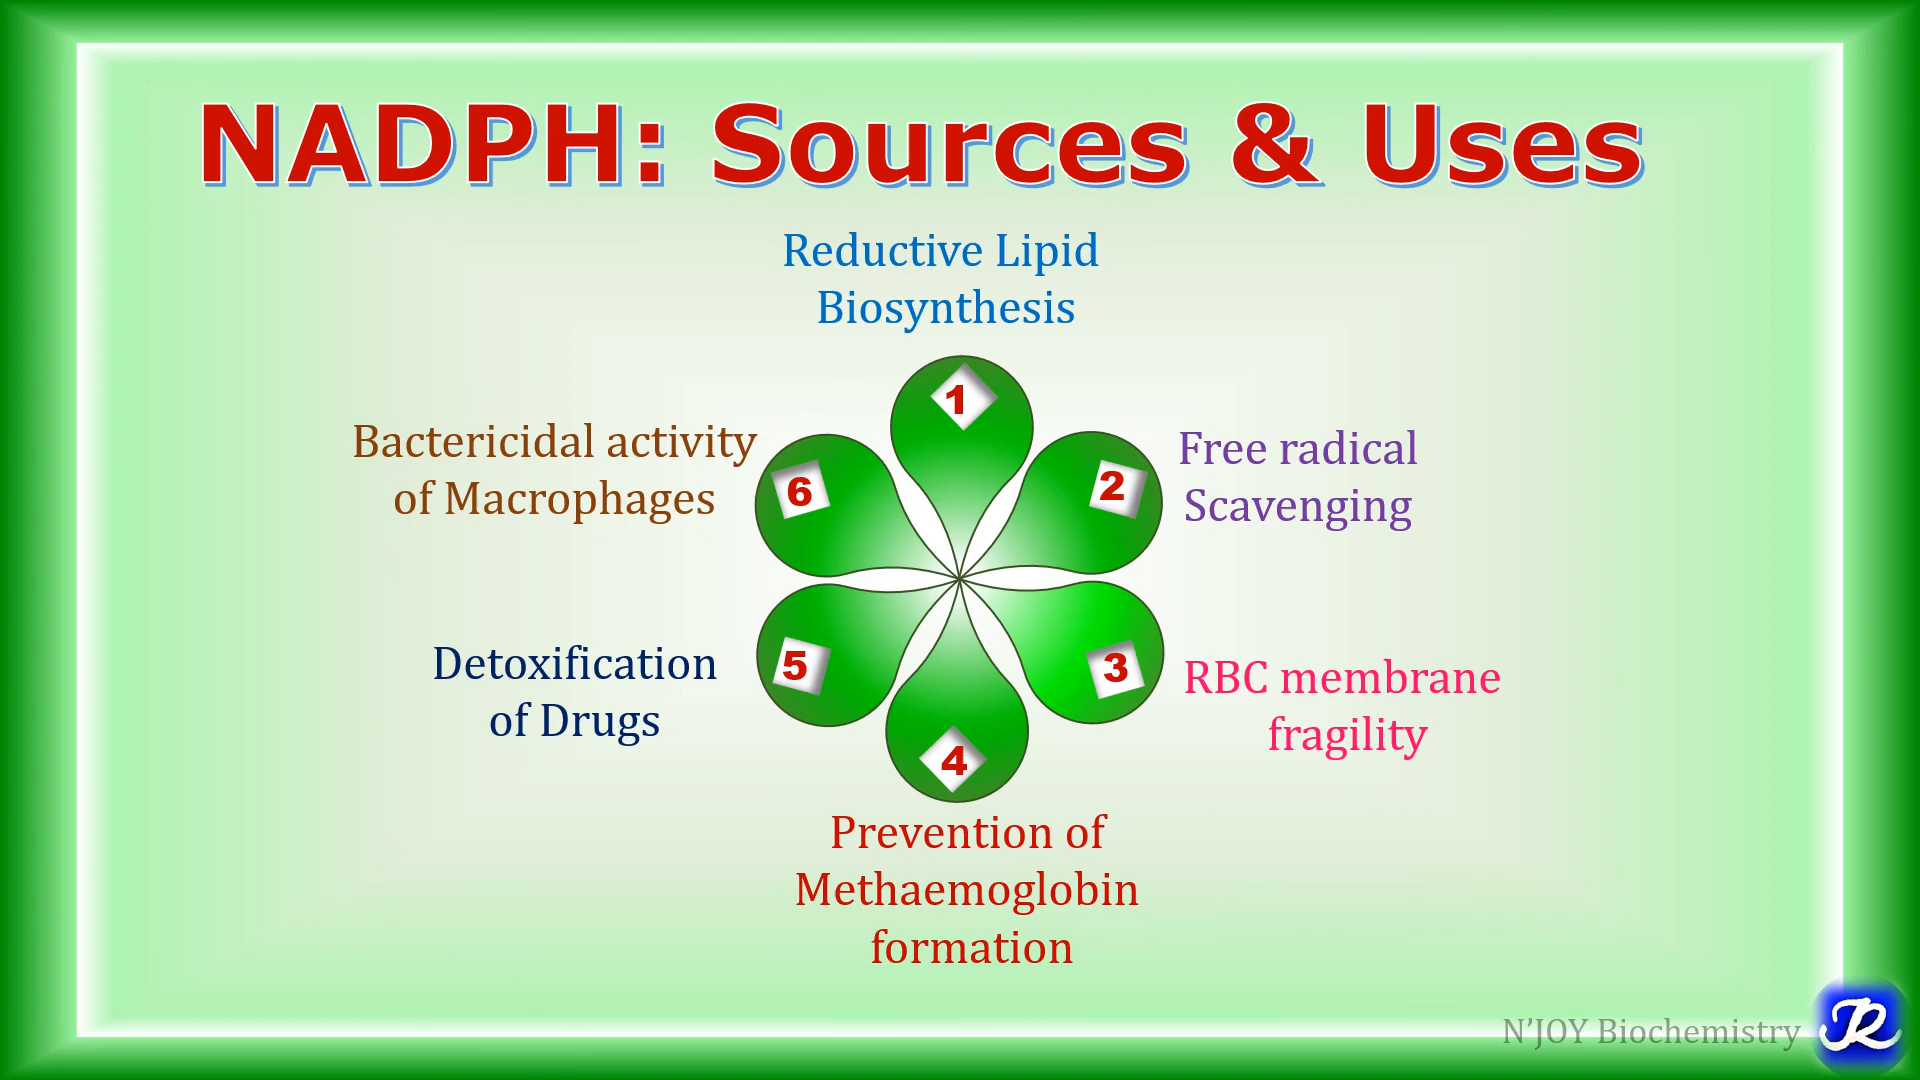 NADPH: Sources & Uses
Reductive Lipid
Biosynthesis
1
Free radical
Scavenging
2
RBC membrane
fragility
3
Prevention of
Methaemoglobin
formation
4
Detoxification
of Drugs
5
Bactericidal activity
of Macrophages
6
N'JOY Biochemistry
R